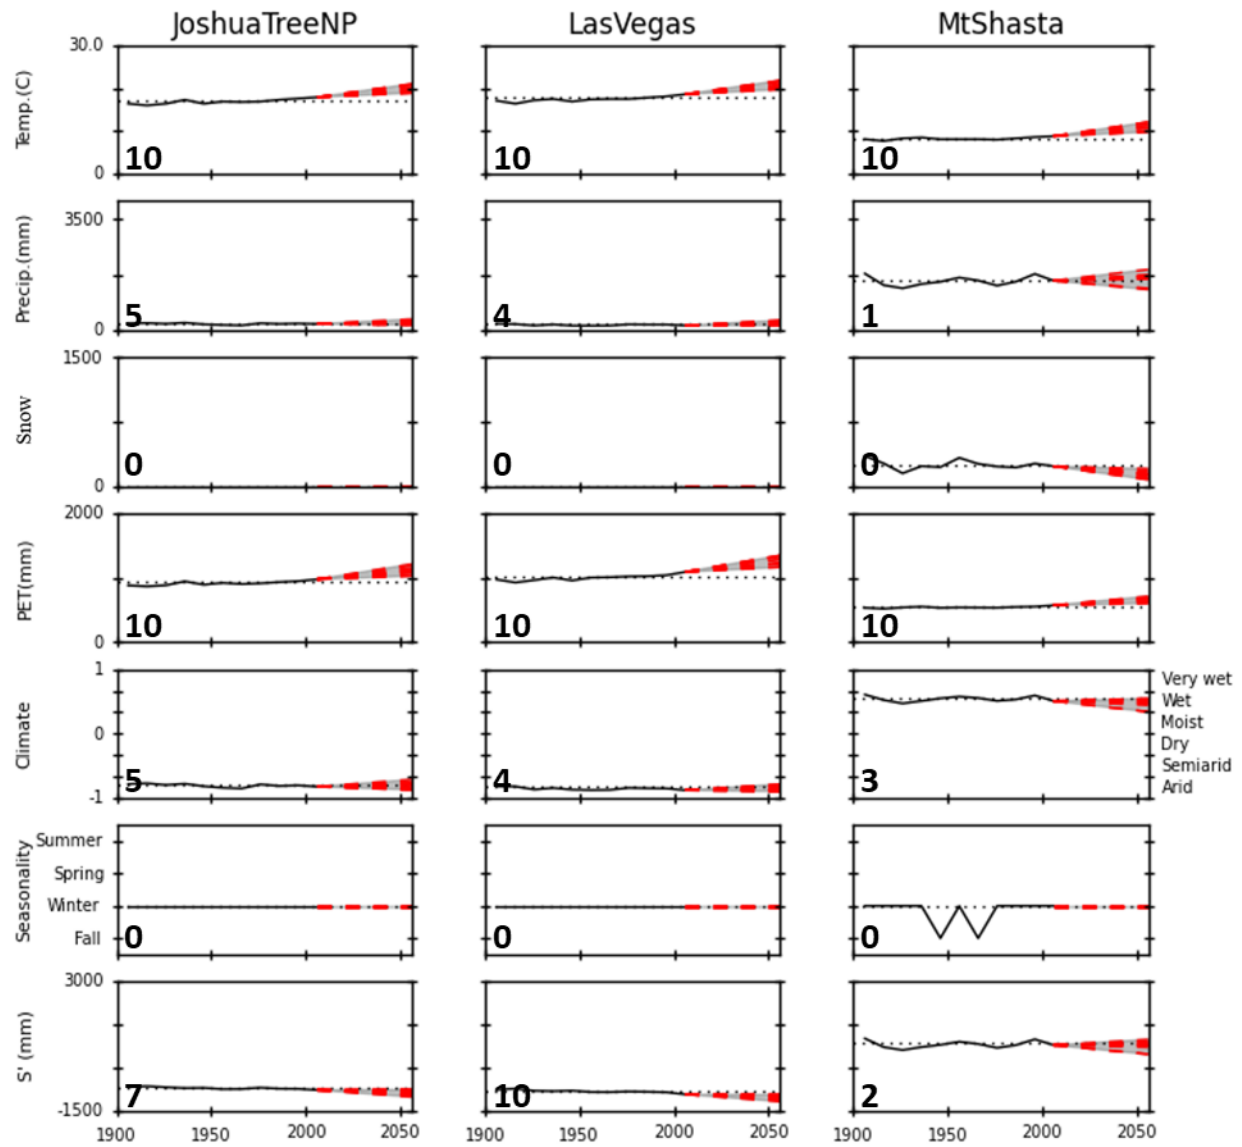 JoshuaTreeNP LasVegas MtShasta
30.0
Temp.(C)
10 10 10
0
3500
Precip.(mm)
5 4 1
0
1500
Snow
0 0 0
0
2000
PET(mm)
10 10 10
0
1
Climate
0
5 4 3
-1
Very wet
Wet
Moist
Dry
Semiarid
Arid
Seasonality
Summer
Spring
Winter
Fall
0 0 0
3000
S' (mm)
7 10 2
-1500
1900 1950 2000 2050 1900 1950 2000 2050 1900 1950 2000 2050